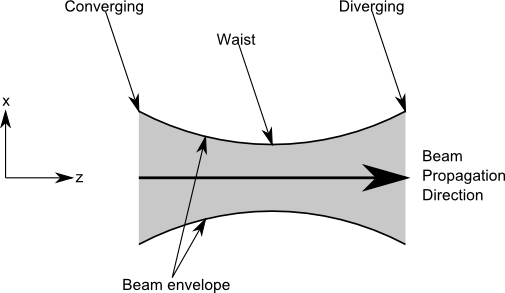 Converging
Diverging
Waist
x
z
Beam
Propagation
Direction
Beam envelope